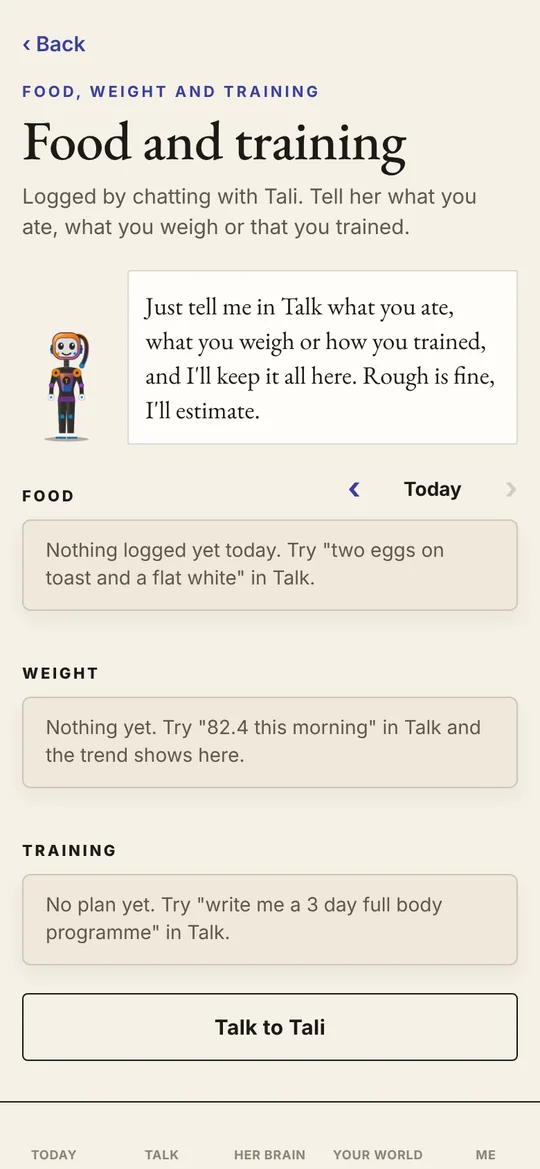 ‹ Back
FOOD, WEIGHT AND TRAINING
Food and training
Logged by chatting with Tali. Tell her what you
ate, what you weigh or that you trained.
Just tell me in Talk what you ate,
what you weigh or how you trained,
and I'll keep it all here. Rough is fine,
I'll estimate.
FOOD
‹ Today ›
Nothing logged yet today. Try "two eggs on
toast and a flat white" in Talk.
WEIGHT
Nothing yet. Try "82.4 this morning" in Talk and
the trend shows here.
TRAINING
No plan yet. Try "write me a 3 day full body
programme" in Talk.
Talk to Tali
TODAY TALK HER BRAIN YOUR WORLD ME